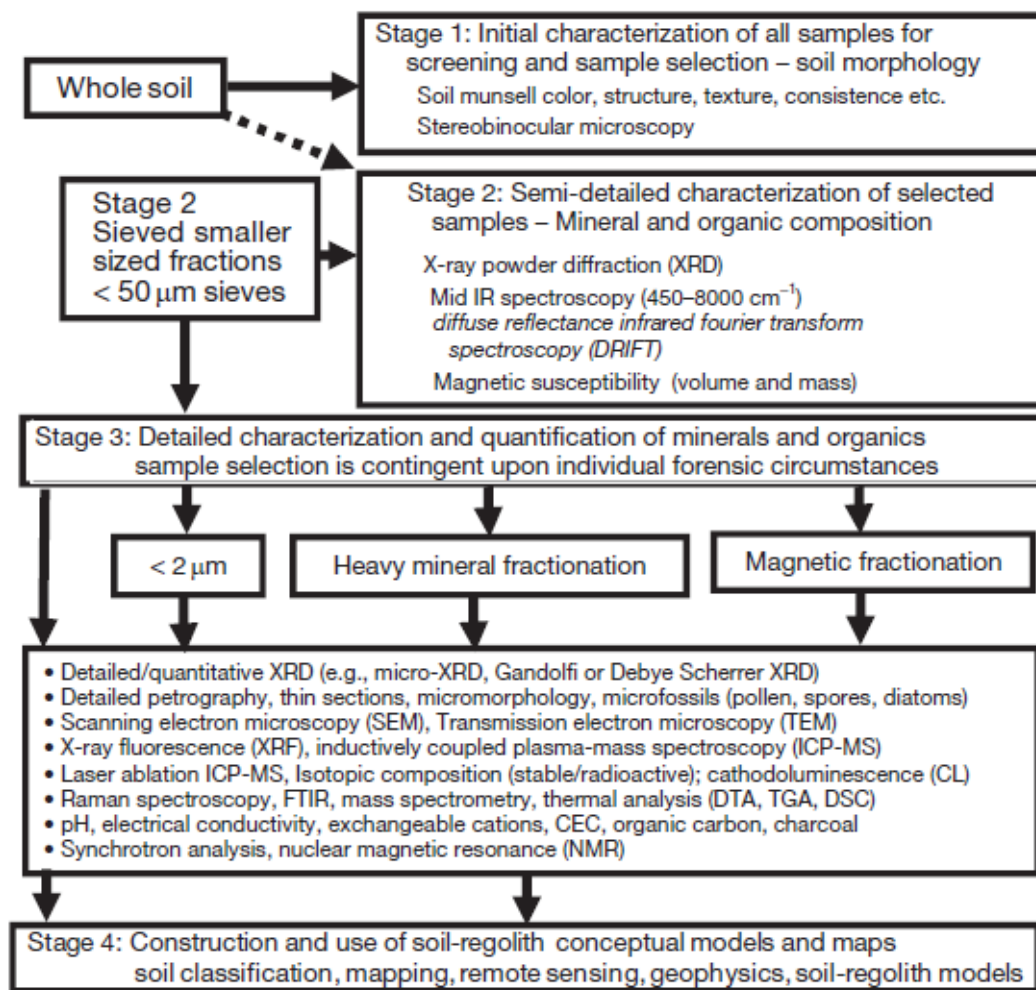 Whole soil
Stage 1: Initial characterization of all samples for
screening and sample selection – soil morphology
Soil munsell color, structure, texture, consistence etc.
Stereobinocular microscopy
Stage 2
Sieved smaller
sized fractions
< 50 μm sieves
Stage 2: Semi-detailed characterization of selected
samples – Mineral and organic composition
X-ray powder diffraction (XRD)
Mid IR spectroscopy (450–8000 cm⁻¹)
diffuse reflectance infrared fourier transform
spectroscopy (DRIFT)
Magnetic susceptibility (volume and mass)
Stage 3: Detailed characterization and quantification of minerals and organics
sample selection is contingent upon individual forensic circumstances
< 2 μm
Heavy mineral fractionation
Magnetic fractionation
• Detailed/quantitative XRD (e.g., micro-XRD, Gandolfi or Debye Scherrer XRD)
• Detailed petrography, thin sections, micromorphology, microfossils (pollen, spores, diatoms)
• Scanning electron microscopy (SEM), Transmission electron microscopy (TEM)
• X-ray fluorescence (XRF), inductively coupled plasma-mass spectroscopy (ICP-MS)
• Laser ablation ICP-MS, Isotopic composition (stable/radioactive); cathodoluminescence (CL)
• Raman spectroscopy, FTIR, mass spectrometry, thermal analysis (DTA, TGA, DSC)
• pH, electrical conductivity, exchangeable cations, CEC, organic carbon, charcoal
• Synchrotron analysis, nuclear magnetic resonance (NMR)
Stage 4: Construction and use of soil-regolith conceptual models and maps
soil classification, mapping, remote sensing, geophysics, soil-regolith models